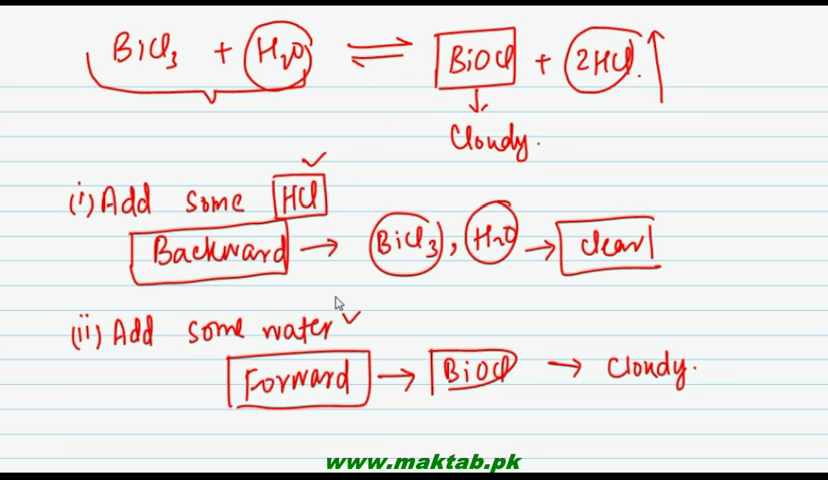 BiCl₃ + H₂O ⇌ BiOCl + 2HCl. ↑
↓
Cloudy.
(i) Add some HCl ✓
Backward → BiCl₃, H₂O → Clear
(ii) Add some water ✓
Forward → BiOCl → Cloudy.
www.maktab.pk